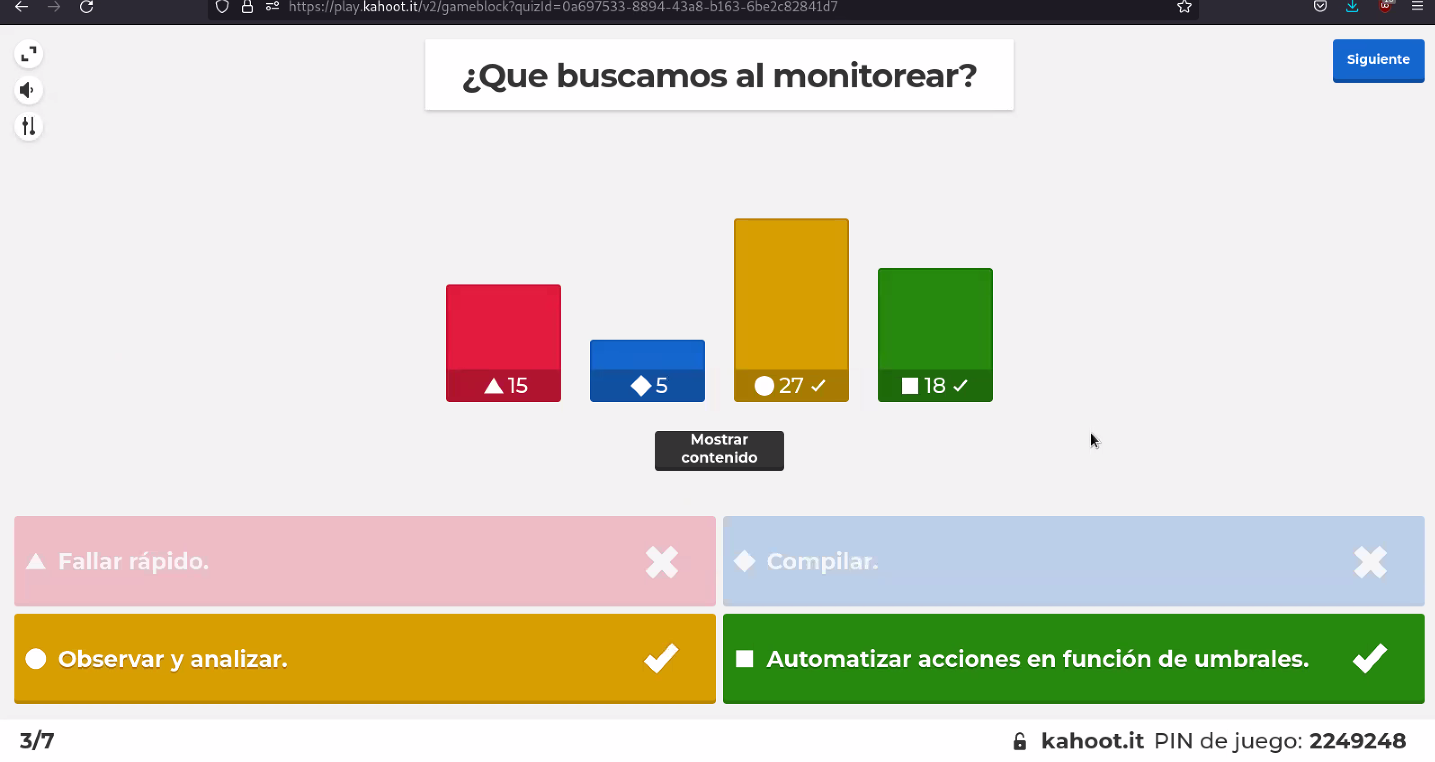 https://play.kahoot.it/v2/gameblock?quizId=0a697533-8894-43a8-b163-6be2c82841d7
¿Que buscamos al monitorear?
Siguiente
15
5
27
18
Mostrar
contenido
Fallar rápido.
Compilar.
Observar y analizar.
Automatizar acciones en función de umbrales.
3/7
kahoot.it PIN de juego: 2249248